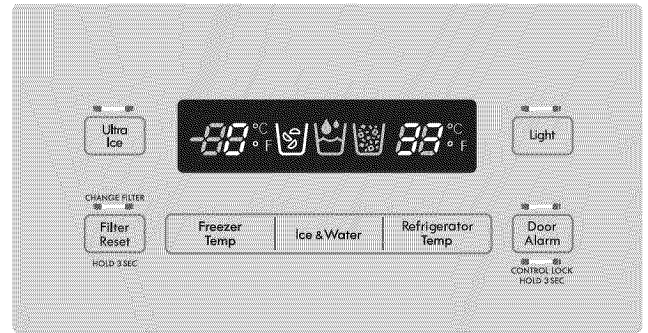 Ultra
Ice
-88 °C
° F
88 °C
° F
Light
CHANGE FILTER
Filter
Reset
HOLD 3 SEC
Freezer
Temp
Ice & Water
Refrigerator
Temp
Door
Alarm
CONTROL LOCK
HOLD 3 SEC